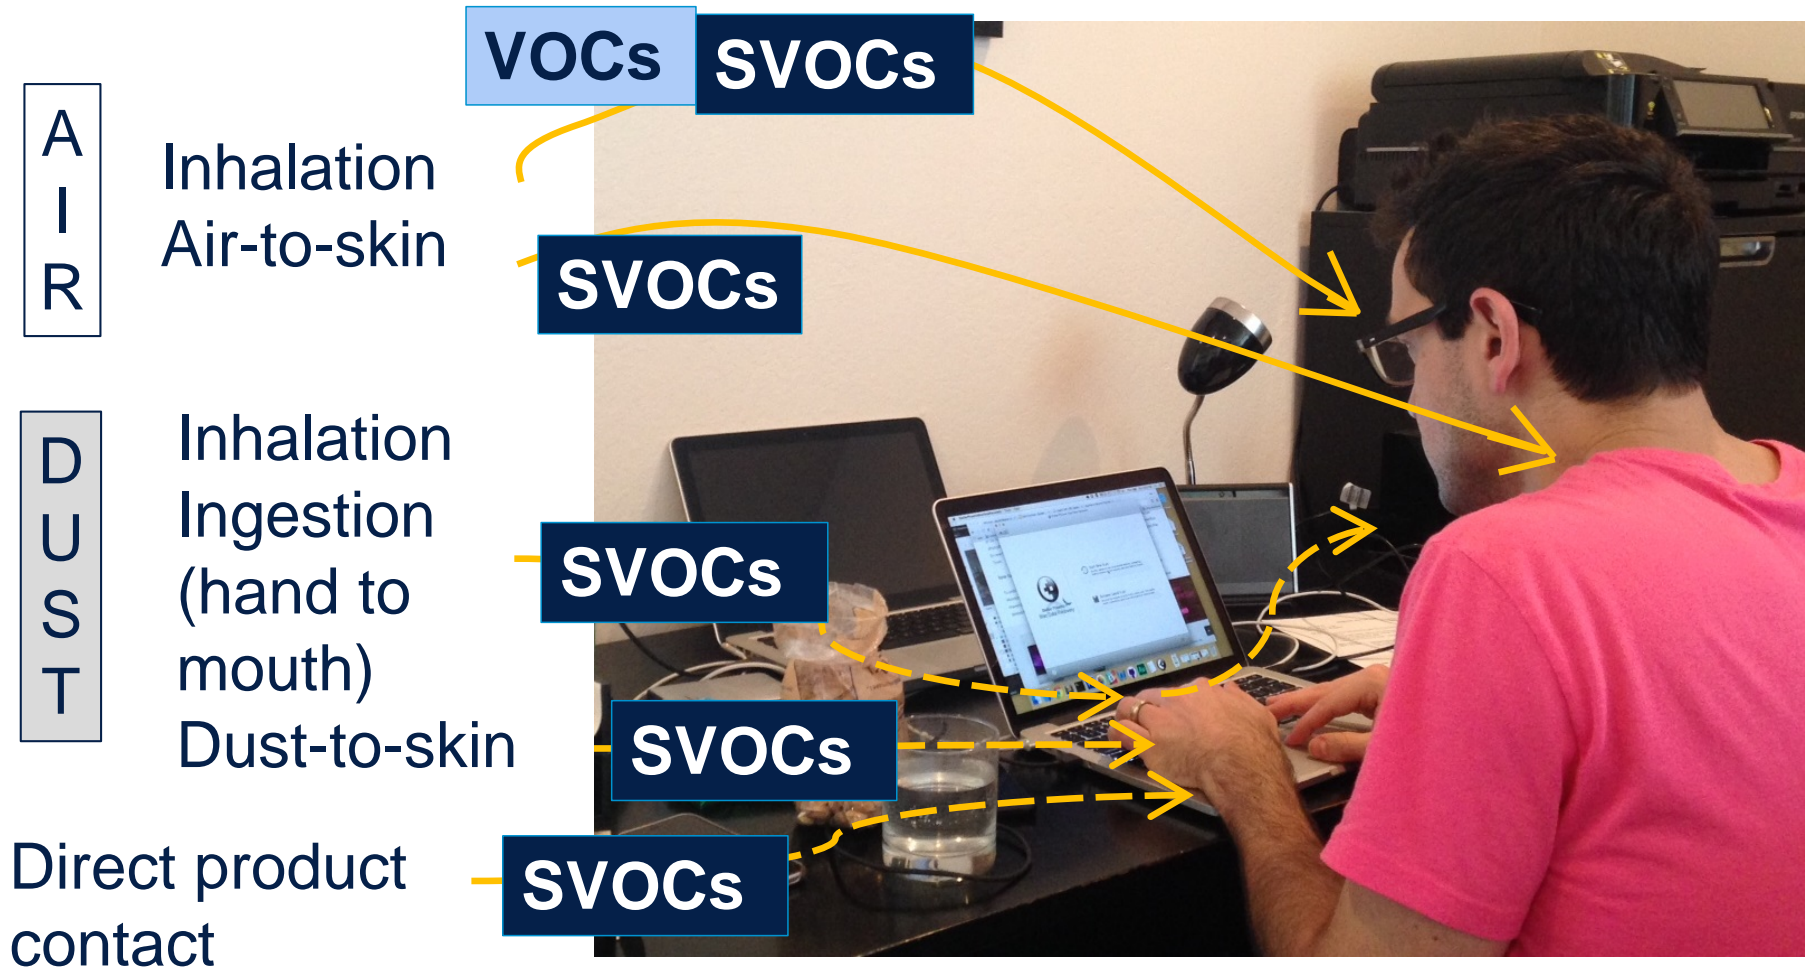 VOCs
SVOCs
A
I
R
Inhalation
Air-to-skin
SVOCs
D
U
S
T
Inhalation
Ingestion
(hand to
mouth)
Dust-to-skin
SVOCs
SVOCs
Direct product
contact
SVOCs